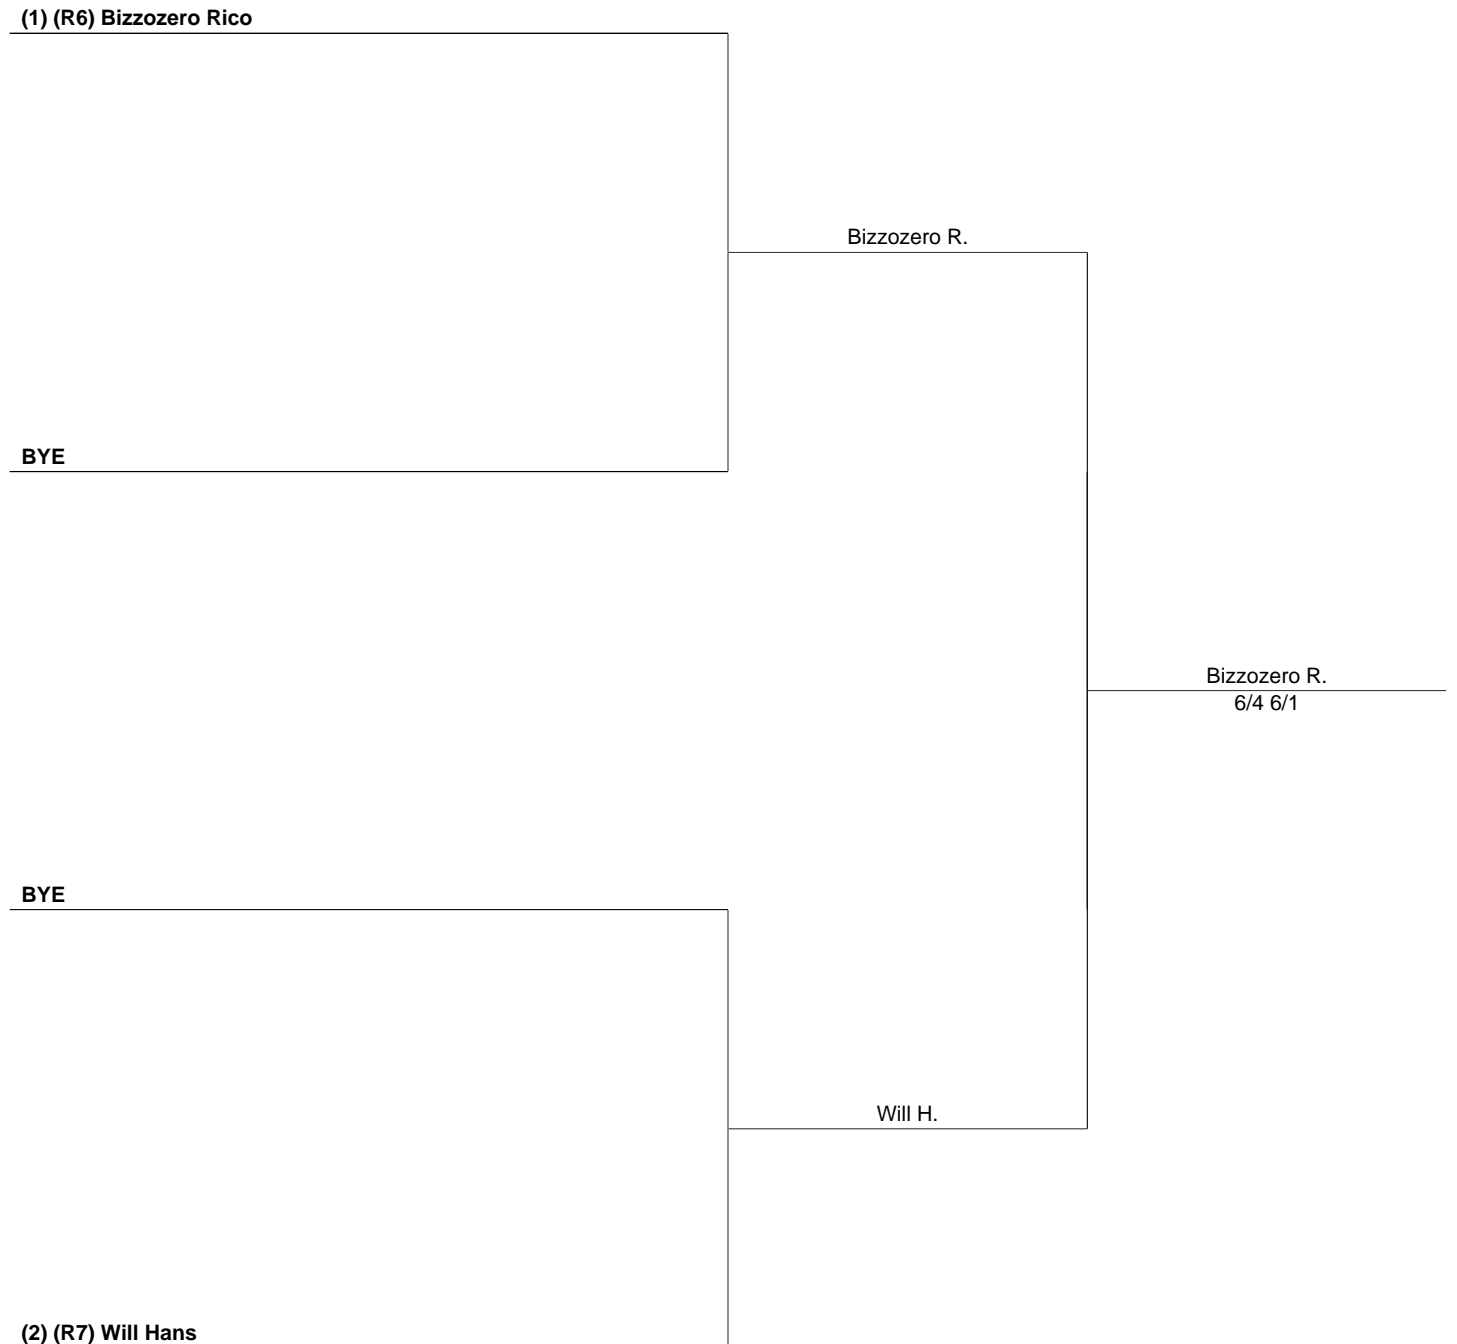 (1) (R6) Bizzozero Rico
Bizzozero R.
BYE
Bizzozero R.
6/4 6/1
BYE
Will H.
(2) (R7) Will Hans